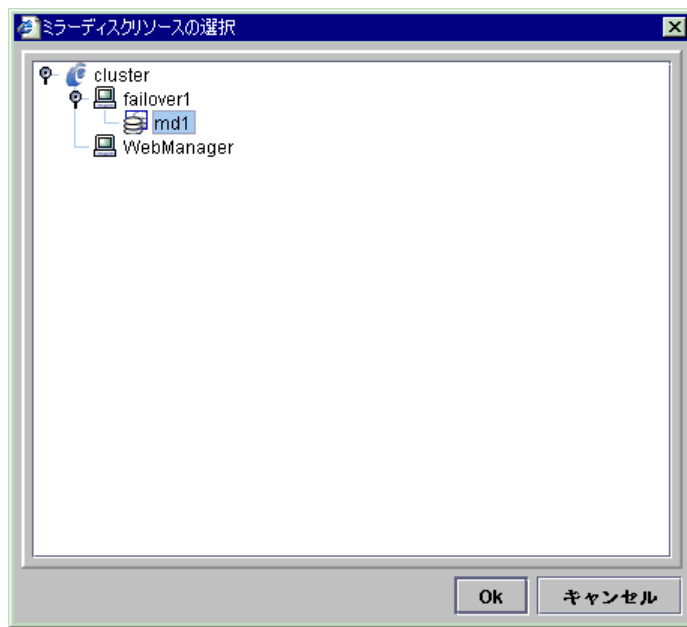 ミラーディスクリソースの選択
cluster
failover1
md1
WebManager
Ok
キャンセル